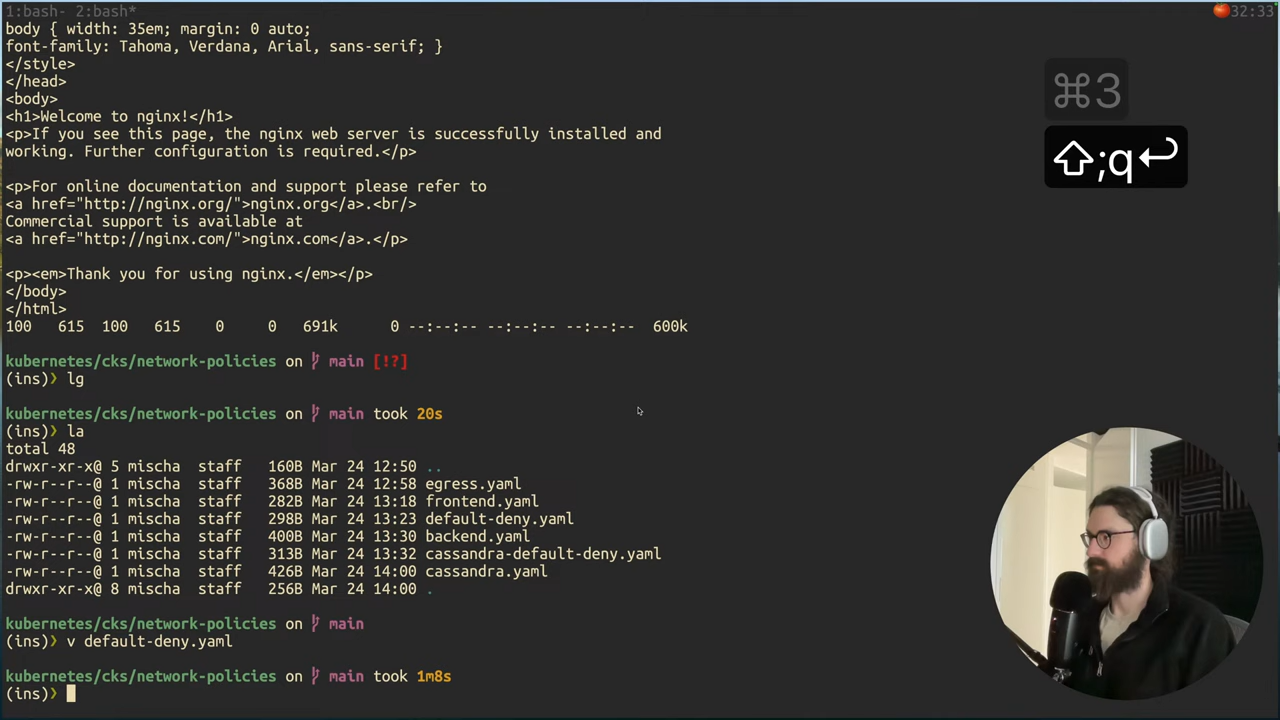 1:bash- 2:bash*
32:33
body { width: 35em; margin: 0 auto;
font-family: Tahoma, Verdana, Arial, sans-serif; }
</style>
</head>
<body>
<h1>Welcome to nginx!</h1>
<p>If you see this page, the nginx web server is successfully installed and
working. Further configuration is required.</p>
<p>For online documentation and support please refer to
<a href="http://nginx.org/">nginx.org</a>.<br/>
Commercial support is available at
<a href="http://nginx.com/">nginx.com</a>.</p>
<p><em>Thank you for using nginx.</em></p>
</body>
</html>
100   615  100   615    0     0   691k      0 --:--:-- --:--:-- --:--:--  600k
kubernetes/cks/network-policies on main [!?]
(ins)❯ lg
kubernetes/cks/network-policies on main took 20s
(ins)❯ la
total 48
drwxr-xr-x@ 5 mischa  staff   160B Mar 24 12:50 ..
-rw-r--r--@ 1 mischa  staff   368B Mar 24 12:58 egress.yaml
-rw-r--r--@ 1 mischa  staff   282B Mar 24 13:18 frontend.yaml
-rw-r--r--@ 1 mischa  staff   298B Mar 24 13:23 default-deny.yaml
-rw-r--r--@ 1 mischa  staff   400B Mar 24 13:30 backend.yaml
-rw-r--r--@ 1 mischa  staff   313B Mar 24 13:32 cassandra-default-deny.yaml
-rw-r--r--@ 1 mischa  staff   426B Mar 24 14:00 cassandra.yaml
drwxr-xr-x@ 8 mischa  staff   256B Mar 24 14:00 .
kubernetes/cks/network-policies on main
(ins)❯ v default-deny.yaml
kubernetes/cks/network-policies on main took 1m8s
(ins)❯
⌘3
⇧;q↩